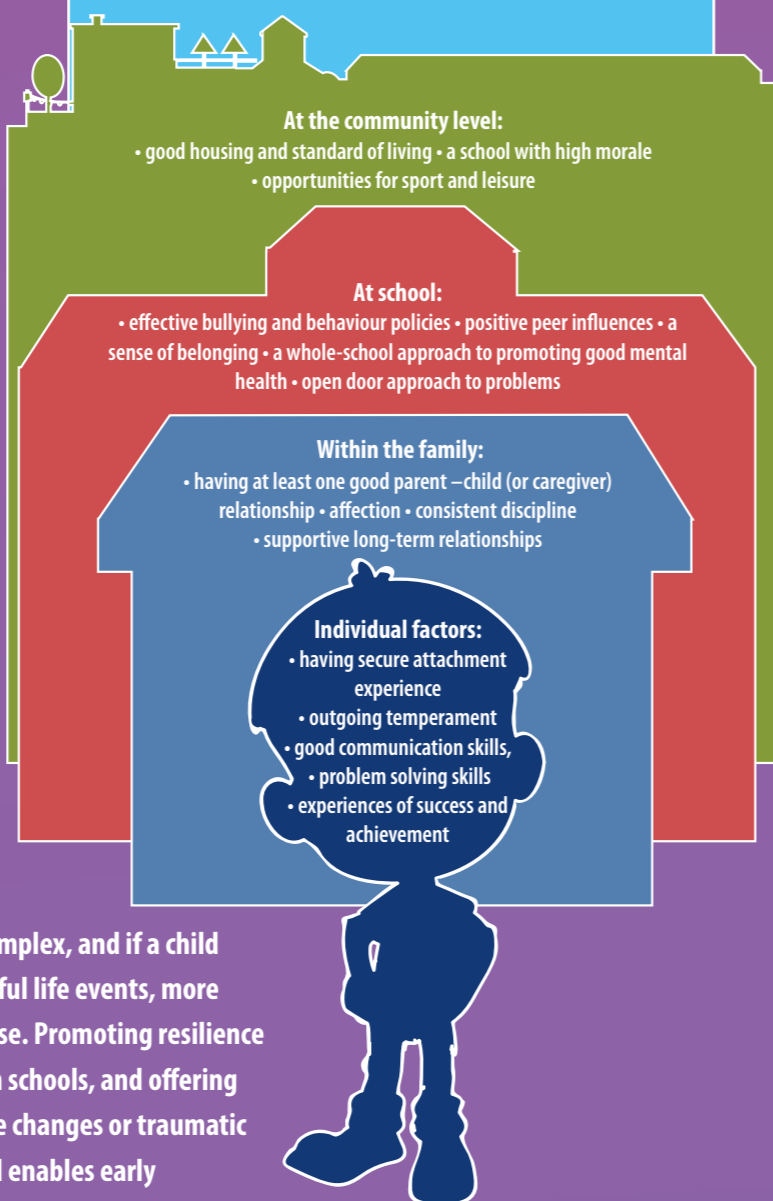 At the community level:
• good housing and standard of living • a school with high morale
• opportunities for sport and leisure
At school:
• effective bullying and behaviour policies • positive peer influences • a
sense of belonging • a whole-school approach to promoting good mental
health • open door approach to problems
Within the family:
• having at least one good parent –child (or caregiver)
relationship • affection • consistent discipline
• supportive long-term relationships
Individual factors:
• having secure attachment
experience
• outgoing temperament
• good communication skills,
• problem solving skills
• experiences of success and
achievement
and if a child
life events, more
Promoting resilience
schools, and offering
changes or traumatic
enables early